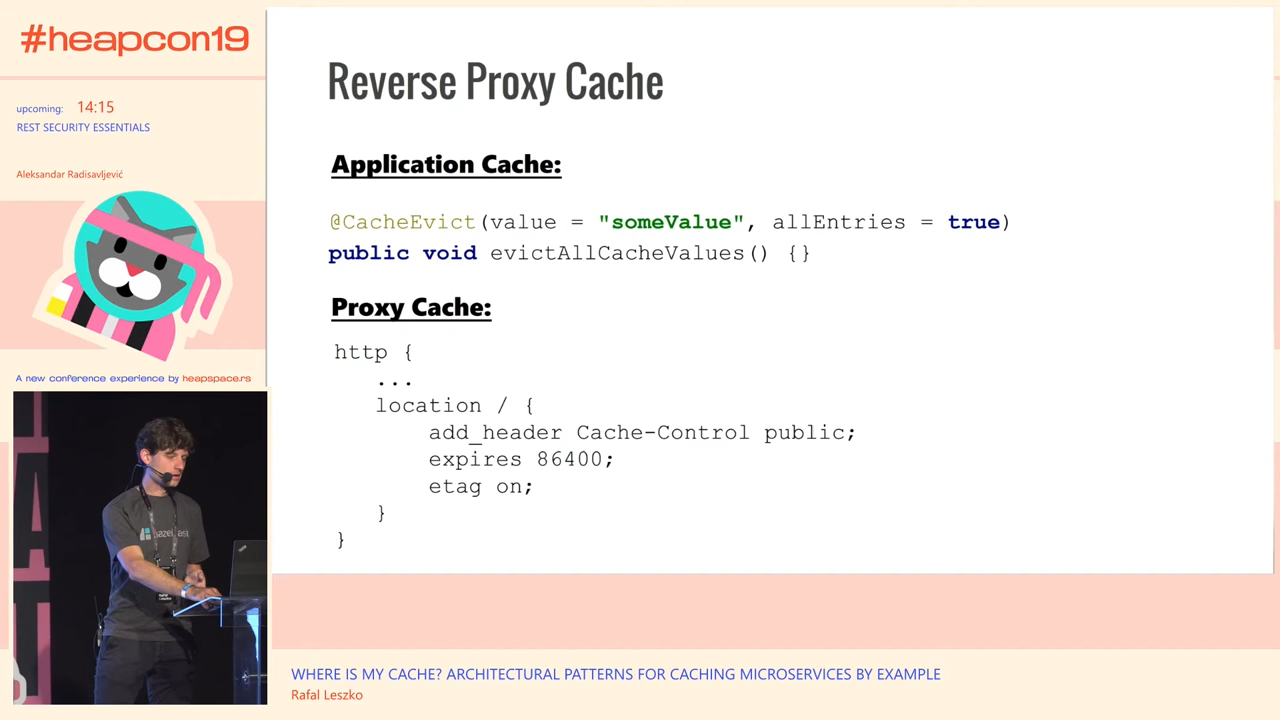 #heapcon19
upcoming: 14:15
REST SECURITY ESSENTIALS
Aleksandar Radisavljević
A new conference experience by heapspace.rs
Reverse Proxy Cache
Application Cache:
@CacheEvict(value = "someValue", allEntries = true)
public void evictAllCacheValues() {}
Proxy Cache:
http {
...
location / {
add_header Cache-Control public;
expires 86400;
etag on;
}
}
WHERE IS MY CACHE? ARCHITECTURAL PATTERNS FOR CACHING MICROSERVICES BY EXAMPLE
Rafal Leszko